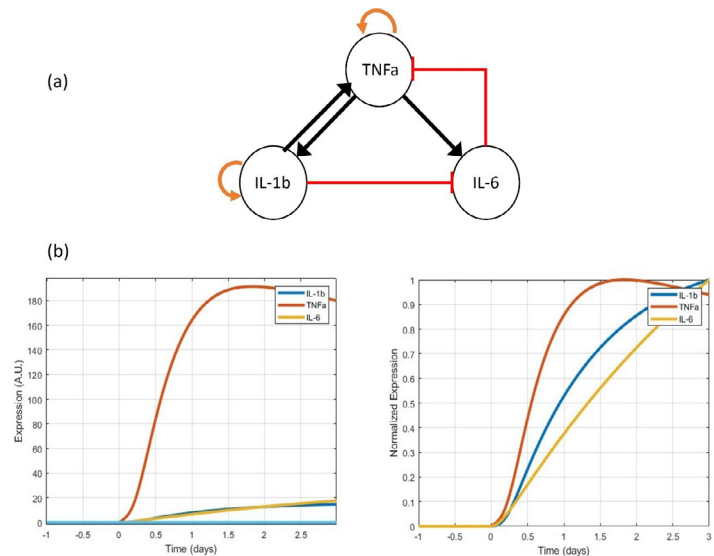 (a)
TNFa
IL-1b
IL-6
(b)
IL-1b
TNFa
IL-6
Expression (A.U.)
180
160
140
120
100
80
60
40
20
0
-1
-0.5
0
0.5
1
1.5
2
2.5
Time (days)
IL-1b
TNFa
IL-6
Normalized Expression
1
0.9
0.8
0.7
0.6
0.5
0.4
0.3
0.2
0.1
0
-1
-0.5
0
0.5
1
1.5
2
2.5
3
Time (days)